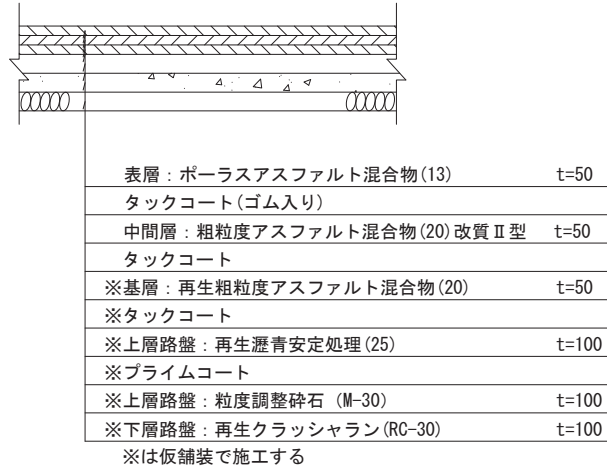 表層：ポーラスアスファルト混合物(13) t=50
タックコート(ゴム入り)
中間層：粗粒度アスファルト混合物(20)改質Ⅱ型 t=50
タックコート
※基層：再生粗粒度アスファルト混合物(20) t=50
※タックコート
※上層路盤：再生瀝青安定処理(25) t=100
※プライムコート
※上層路盤：粒度調整砕石 (M-30) t=100
※下層路盤：再生クラッシャラン(RC-30) t=100
※は仮舗装で施工する